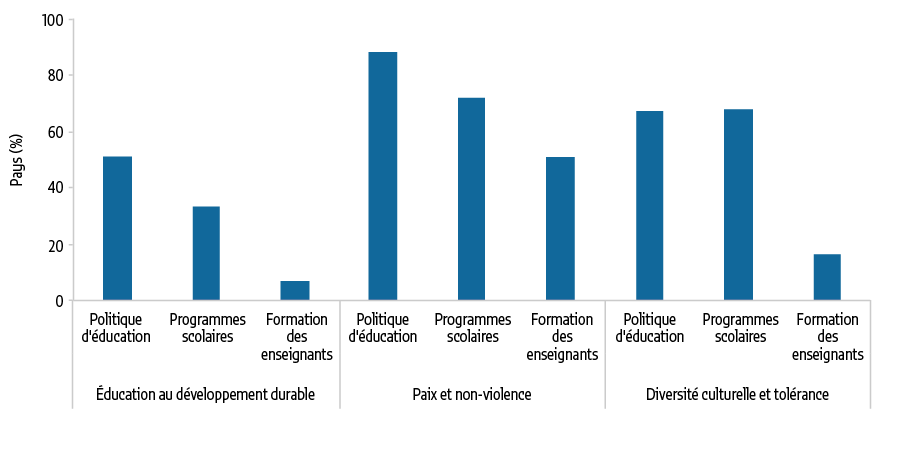 100
80
60
40
20
0
Pays (%)
Politique
d'éducation
Programmes
scolaires
Formation
des
enseignants
Politique
d'éducation
Programmes
scolaires
Formation
des
enseignants
Politique
d'éducation
Programmes
scolaires
Formation
des
enseignants
Éducation au développement durable
Paix et non-violence
Diversité culturelle et tolérance